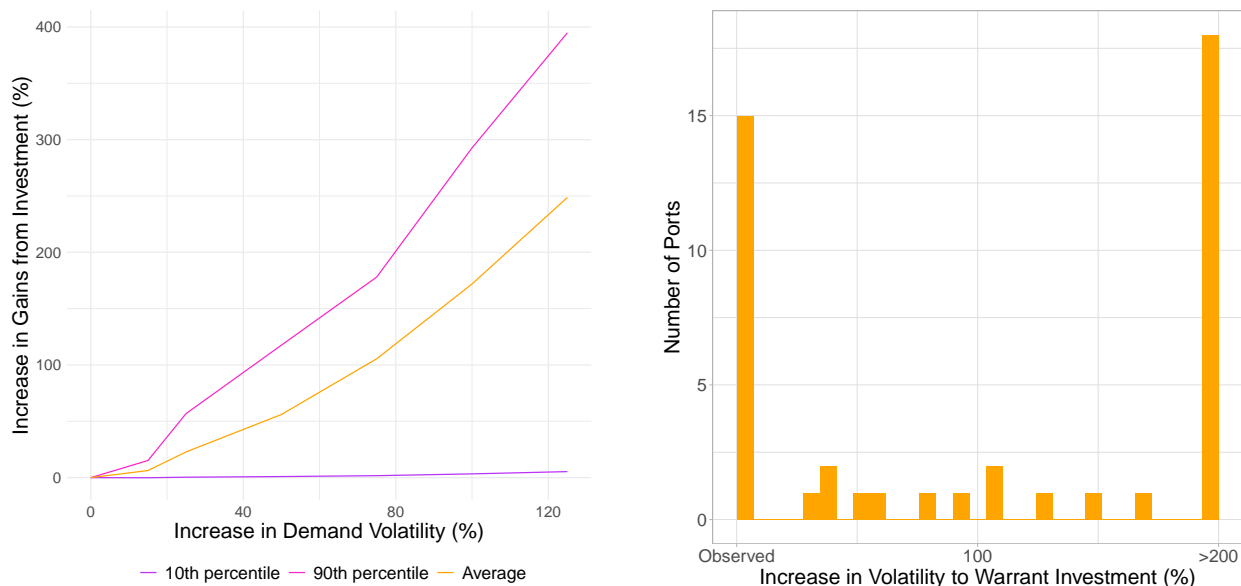 400
300
200
100
0
Increase in Gains from Investment (%)
0
40
80
120
Increase in Demand Volatility (%)
10th percentile
90th percentile
Average
15
10
5
0
Number of Ports
Observed
100
>200
Increase in Volatility to Warrant Investment (%)